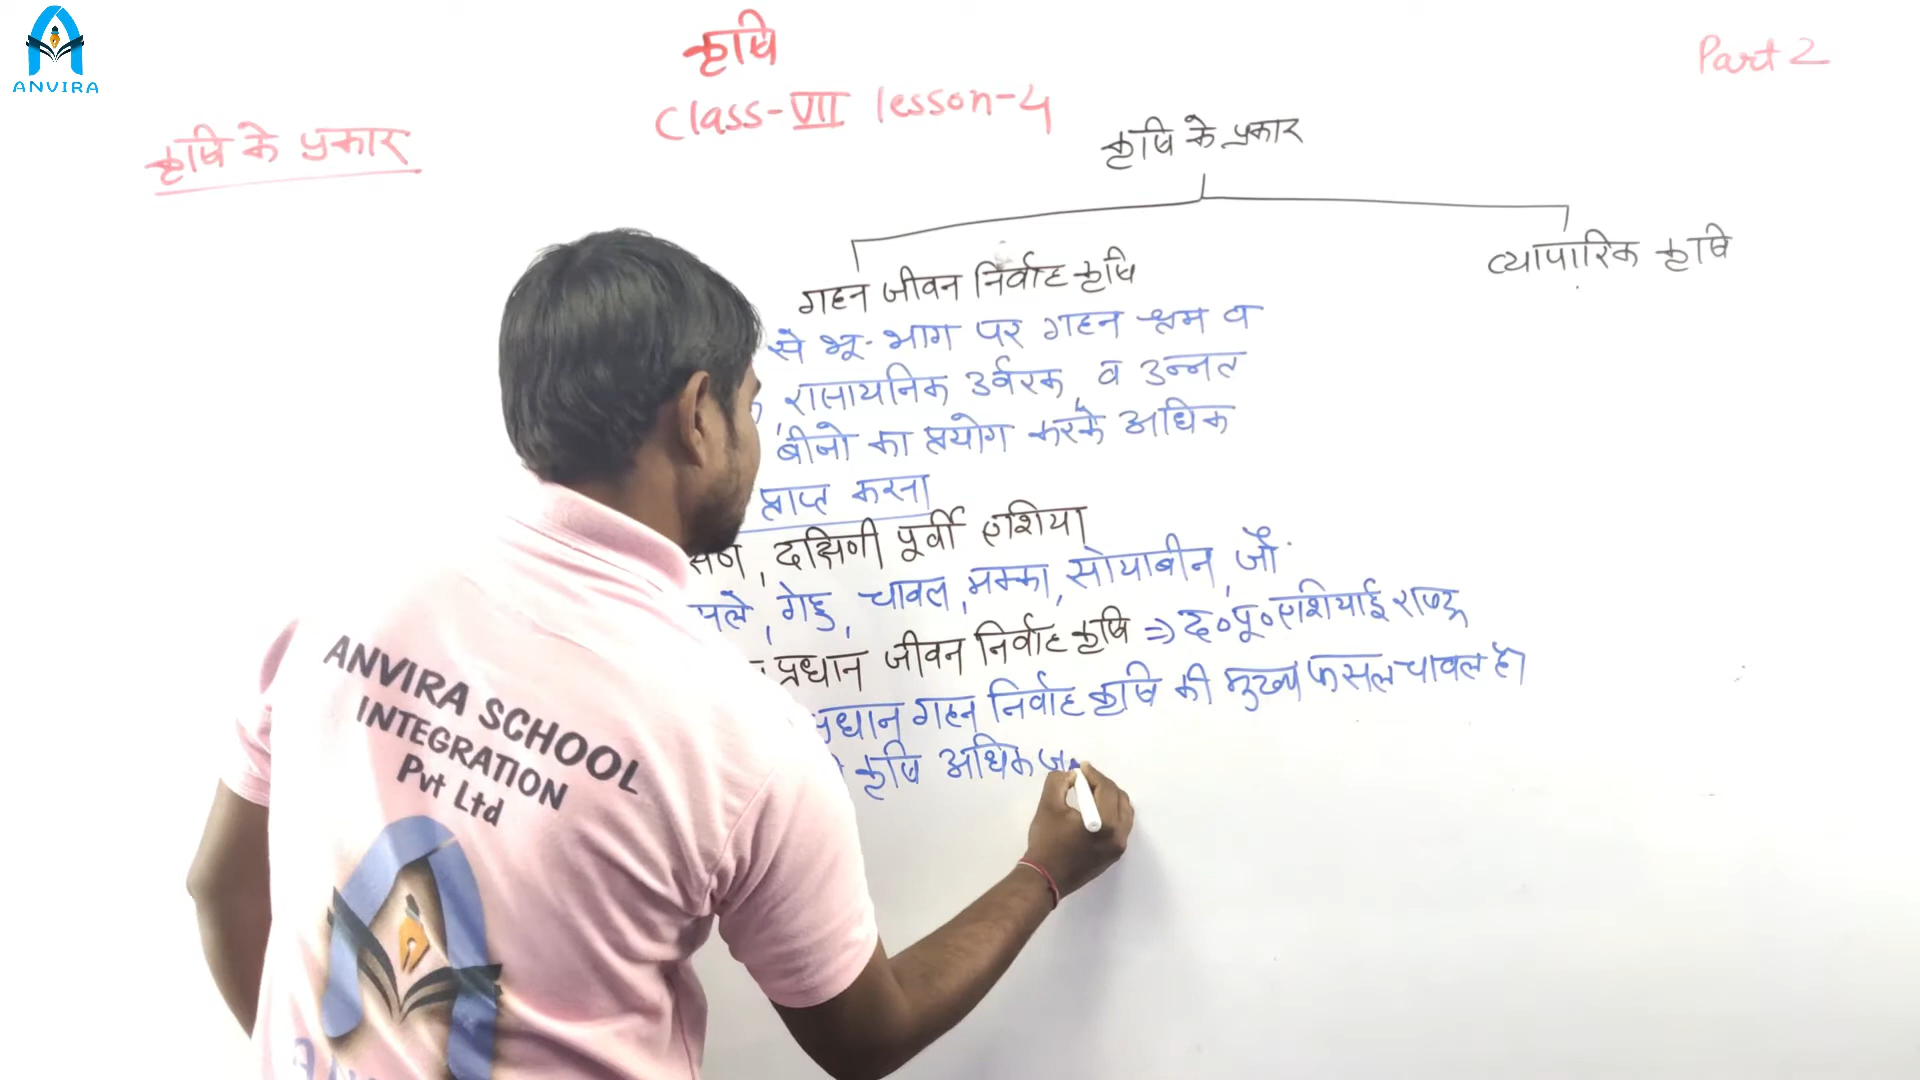 ANVIRA
कृषि
Part 2
Class-VII lesson-4
कृषि के प्रकार
कृषि के प्रकार
गहन जीवन निर्वाह कृषि
व्यापारिक कृषि
से भू-भाग पर गहन श्रम व
, रासायनिक उर्वरक, व उन्नत
बीजो का प्रयोग करके अधिक
प्राप्त करना
, दक्षिणी पूर्वी एशिया
, गेहु, चावल, मक्का, सोयाबीन, जौ
प्रधान जीवन निर्वाह कृषि ⇒ द॰पू॰एशियाई राष्ट्र
प्रधान गहन निर्वाह कृषि की मुख्य फसल चावल है।
कृषि अधिक ज
ANVIRA SCHOOL
INTEGRATION
Pvt Ltd